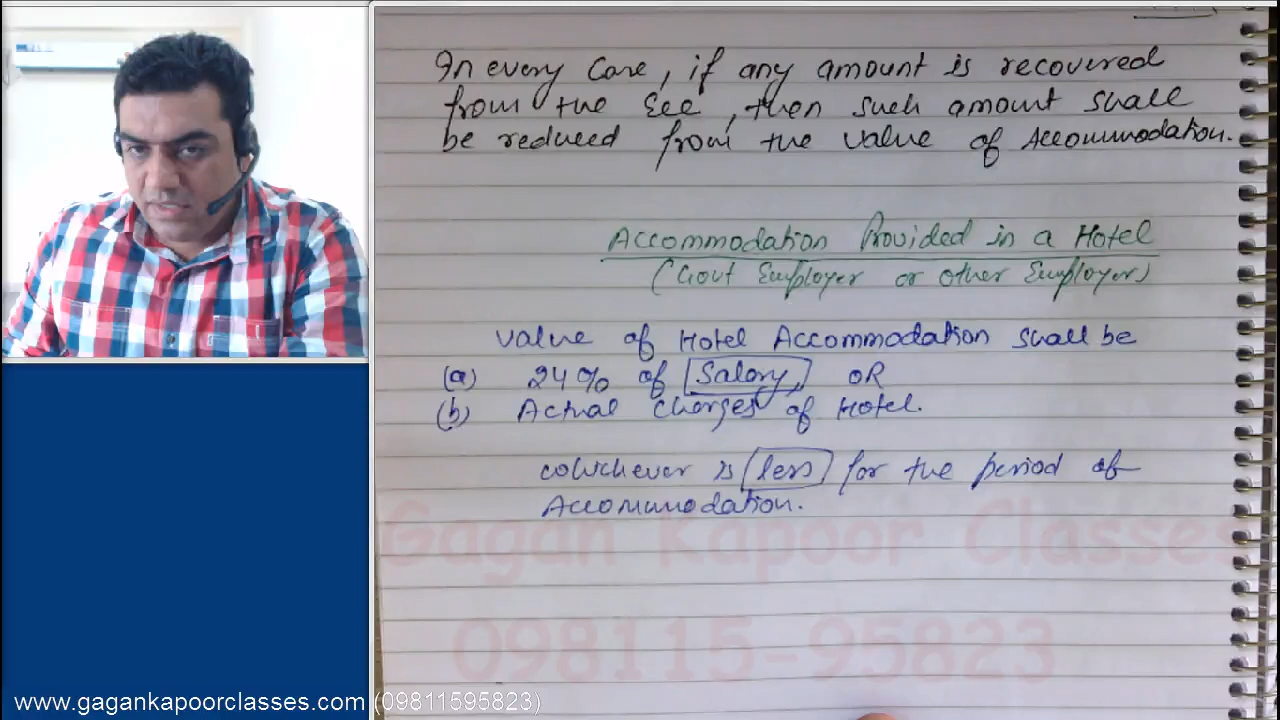 In every case, if any amount is recovered
from the Eee, then such amount shall
be reduced from the value of Accommodation.
Accommodation Provided in a Hotel
(Govt Employer or other Employer)
Value of Hotel Accommodation shall be
(a) 24% of Salary, OR
(b) Actual charges of Hotel.
whichever is less for the period of
Accommodation.
Gagan Kapoor Classes
098115-95823
www.gagankapoorclasses.com (09811595823)